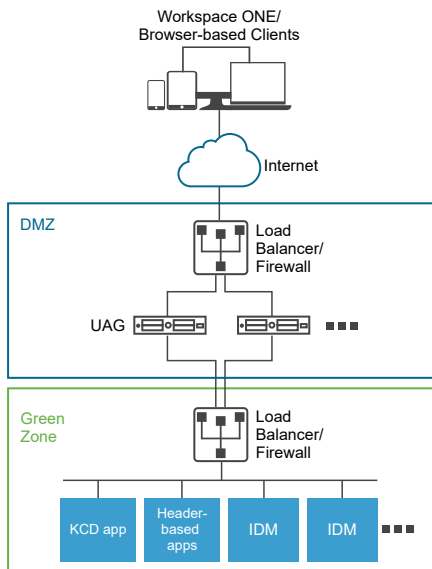 Workspace ONE/
Browser-based Clients
Internet
DMZ
Load
Balancer/
Firewall
UAG
Green
Zone
Load
Balancer/
Firewall
KCD app
Header-
based
apps
IDM
IDM